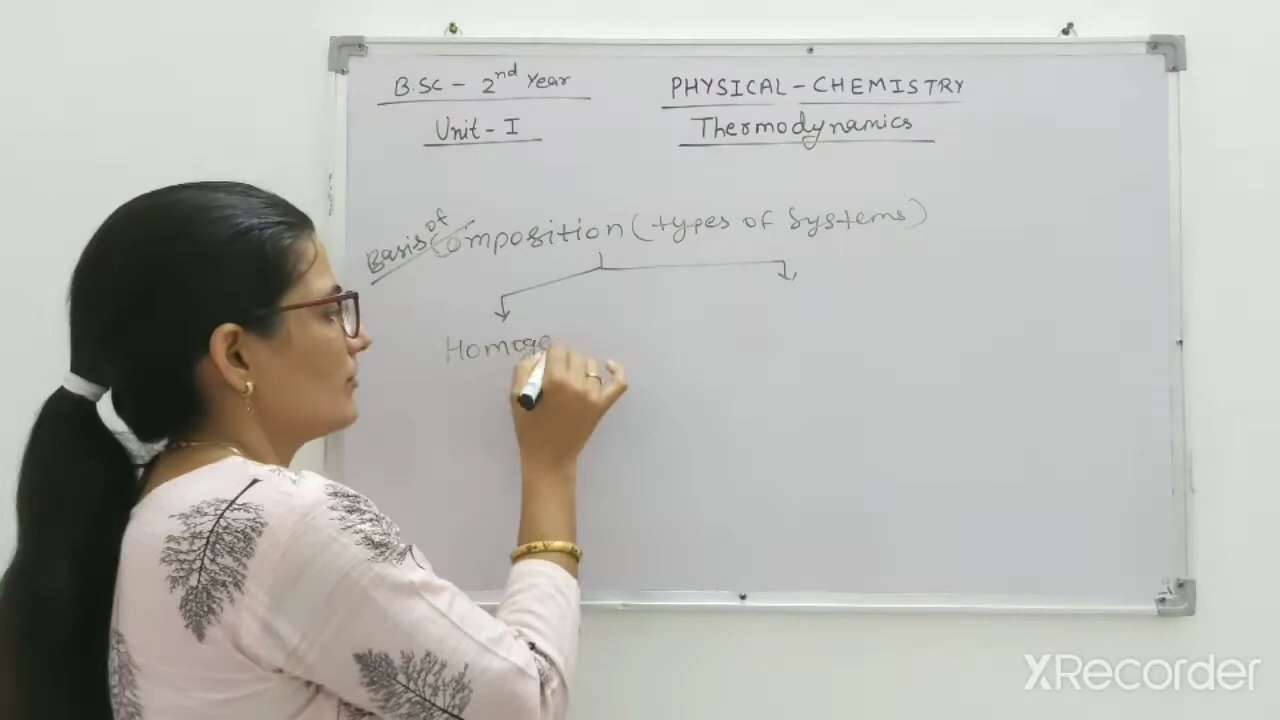 B.SC - 2nd Year
PHYSICAL - CHEMISTRY
Unit - I
Thermodynamics
Basis of Composition (types of Systems)
Homoge
XRecorder